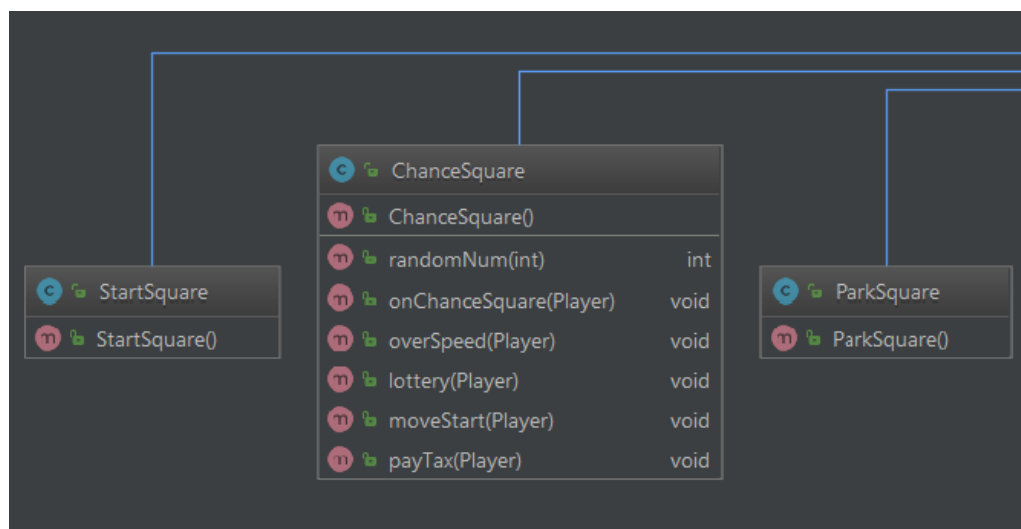 StartSquare
StartSquare()
ChanceSquare
ChanceSquare()
randomNum(int) int
onChanceSquare(Player) void
overSpeed(Player) void
lottery(Player) void
moveStart(Player) void
payTax(Player) void
ParkSquare
ParkSquare()